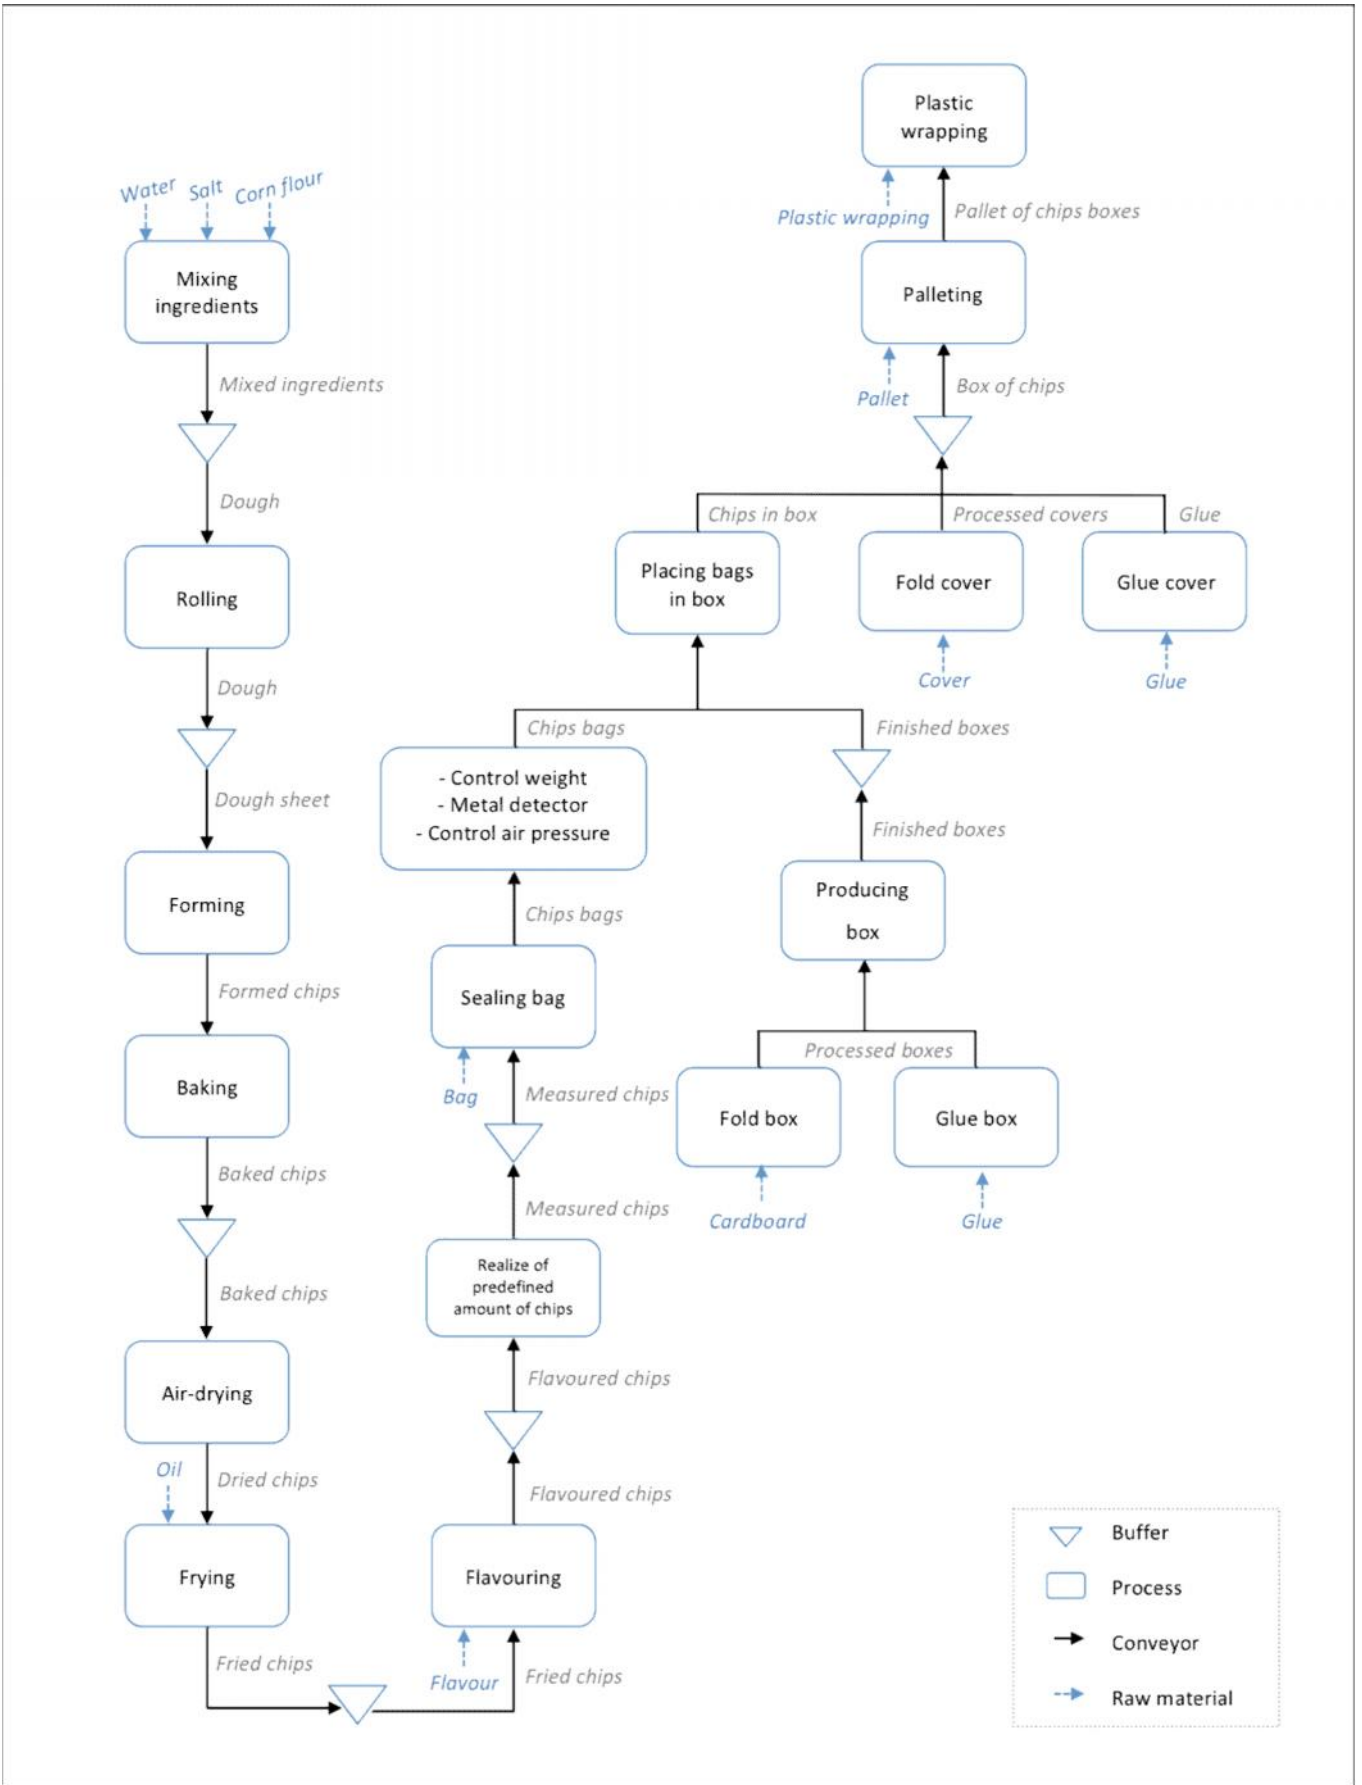 Water
Salt
Corn flour
Mixing
ingredients
Mixed ingredients
Dough
Rolling
Dough
Dough sheet
Forming
Formed chips
Baking
Baked chips
Baked chips
Air-drying
Oil
Dried chips
Frying
Fried chips
Flavour
Fried chips
Flavouring
Flavoured chips
Flavoured chips
Realize of
predefined
amount of chips
Measured chips
Bag
Measured chips
Sealing bag
Chips bags
- Control weight
- Metal detector
- Control air pressure
Chips bags
Finished boxes
Finished boxes
Producing
box
Processed boxes
Fold box
Glue box
Cardboard
Glue
Placing bags
in box
Fold cover
Glue cover
Cover
Glue
Chips in box
Processed covers
Glue
Pallet
Box of chips
Palleting
Plastic wrapping
Pallet of chips boxes
Plastic
wrapping
Buffer
Process
Conveyor
Raw material